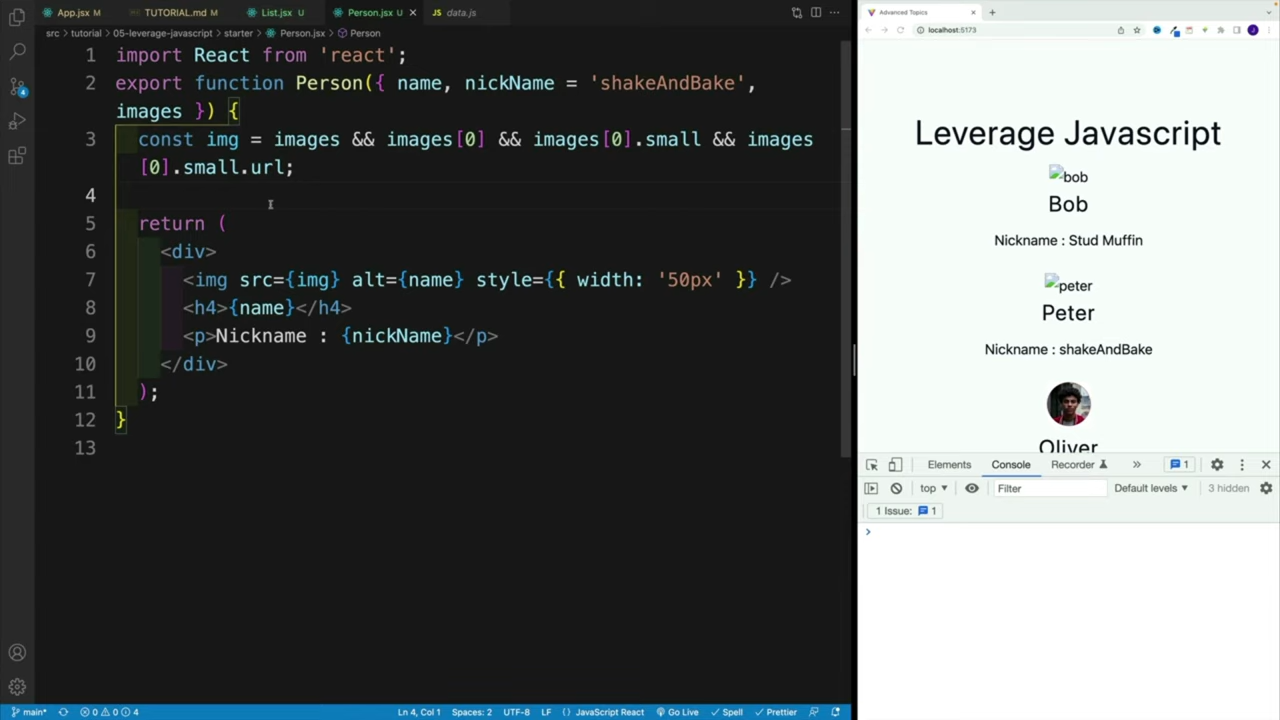 App.jsx M
TUTORIAL.md M
List.jsx U
Person.jsx U
data.js
src > tutorial > 05-leverage-javascript > starter > Person.jsx > Person
1 import React from 'react';
2 export function Person({ name, nickName = 'shakeAndBake',
images }) {
3 const img = images && images[0] && images[0].small && images
[0].small.url;
4
5 return (
6 <div>
7 <img src={img} alt={name} style={{ width: '50px' }} />
8 <h4>{name}</h4>
9 <p>Nickname : {nickName}</p>
10 </div>
11 );
12 }
13
4
main*
0 0 4
Ln 4, Col 1 Spaces: 2 UTF-8 LF {} JavaScript React Go Live Spell Prettier
Advanced Topics
localhost:5173
J
Leverage Javascript
bob
Bob
Nickname : Stud Muffin
peter
Peter
Nickname : shakeAndBake
Oliver
Elements Console Recorder 1
top Filter Default levels 3 hidden
1 Issue: 1